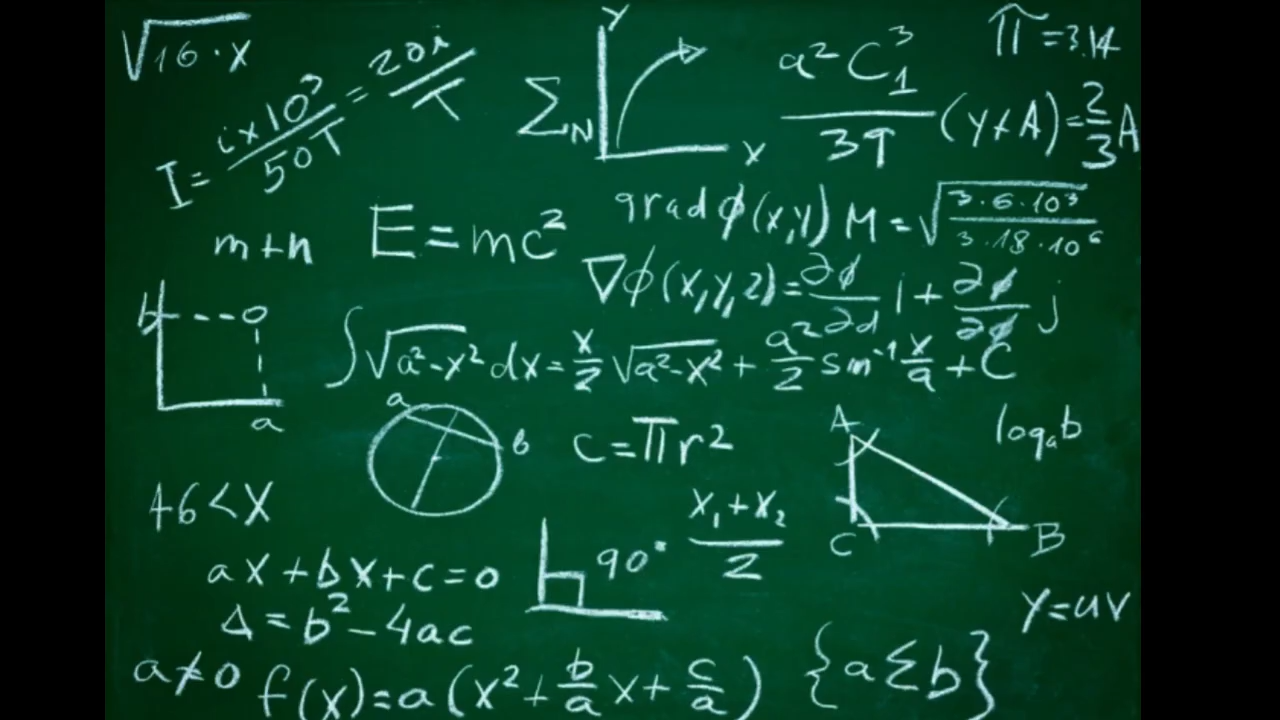 √16·x
I = i×10³/50T = 20i/T
Y
Σ_N
X
a²C₁³/3T (y+A) = 2/3 A
π = 3.14
m+n
E=mc²
grad ϕ(x,y)
M = √(3·6·10³/3·18·10⁶)
∇ϕ(x,y,z) = ∂ϕ/∂d i + ∂ϕ/∂ϕ j
b
a
∫√a²-x² dx = x/2 √a²-x² + a²/2 sin⁻¹ x/a + C
a
b
c=πr²
A
C
B
logₐb
46<X
x₁+x₂/2
90°
ax+bx+c=0
Δ=b²-4ac
y=uv
a≠0
f(x)=a(x²+b/a x+c/a)
{a Σ b}